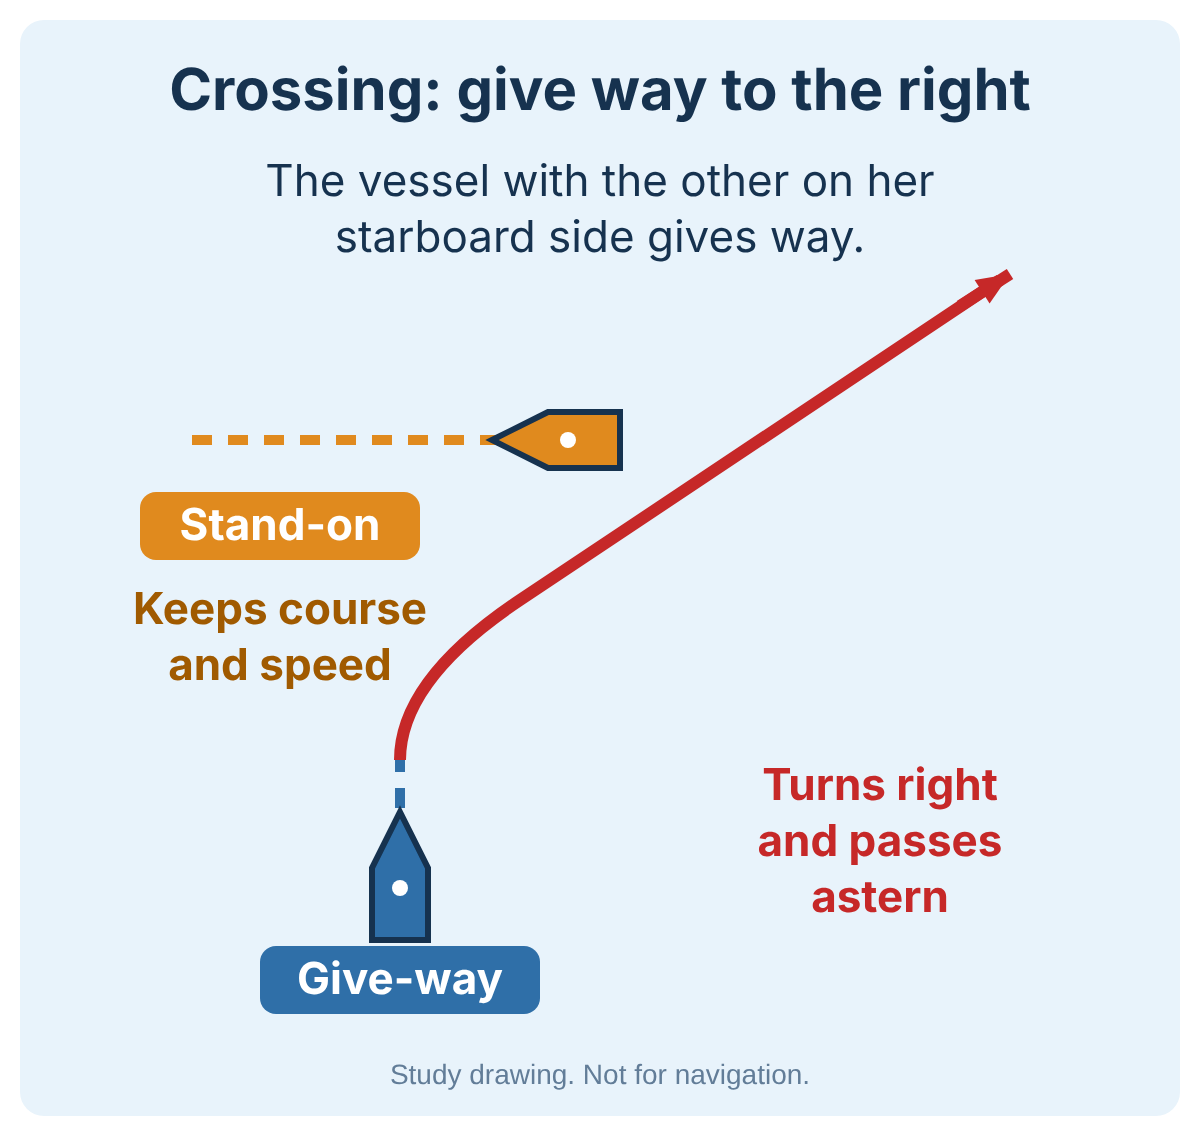 Crossing: give way to the right
The vessel with the other on her
starboard side gives way.
Stand-on
Keeps course
and speed
Turns right
and passes
astern
Give-way
Study drawing. Not for navigation.